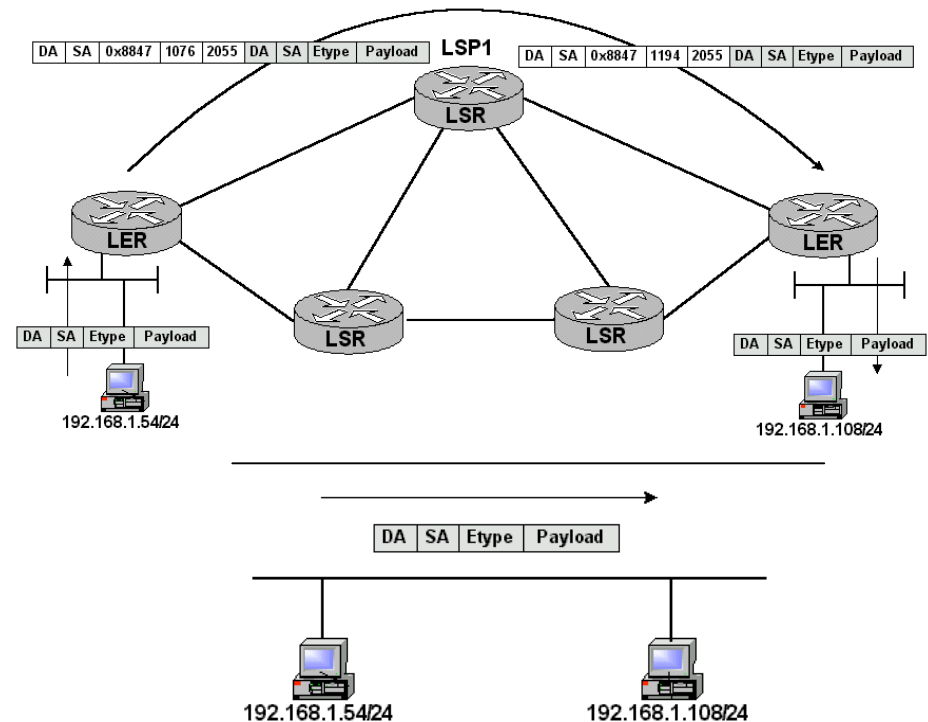 LSP1
DA SA 0x8847 1076 2055 DA SA Etype Payload
DA SA 0x8847 1194 2055 DA SA Etype Payload
LSR
LER
LER
LSR
LSR
DA SA Etype Payload
DA SA Etype Payload
192.168.1.54/24
192.168.1.108/24
DA SA Etype Payload
192.168.1.54/24
192.168.1.108/24